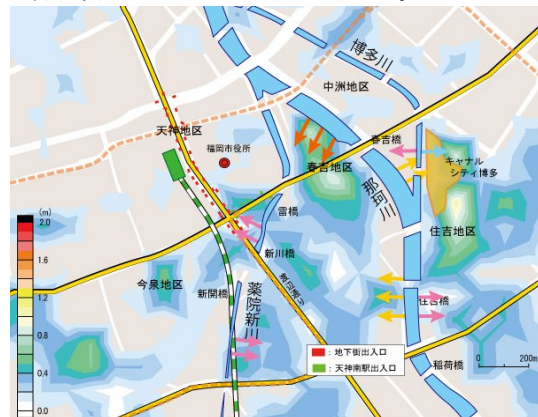 博多川
中洲地区
天神地区
福岡市役所
春吉橋
春吉地区
キャナル
シティ博多
那珂川
住吉地区
雷橋
新川橋
今泉地区
新開橋
薬院新川
渡辺通り
住吉橋
稲荷橋
(m)
2.0
1.6
1.2
0.8
0.4
0.0
■：地下街出入口
■：天神南駅出入口
0 200m